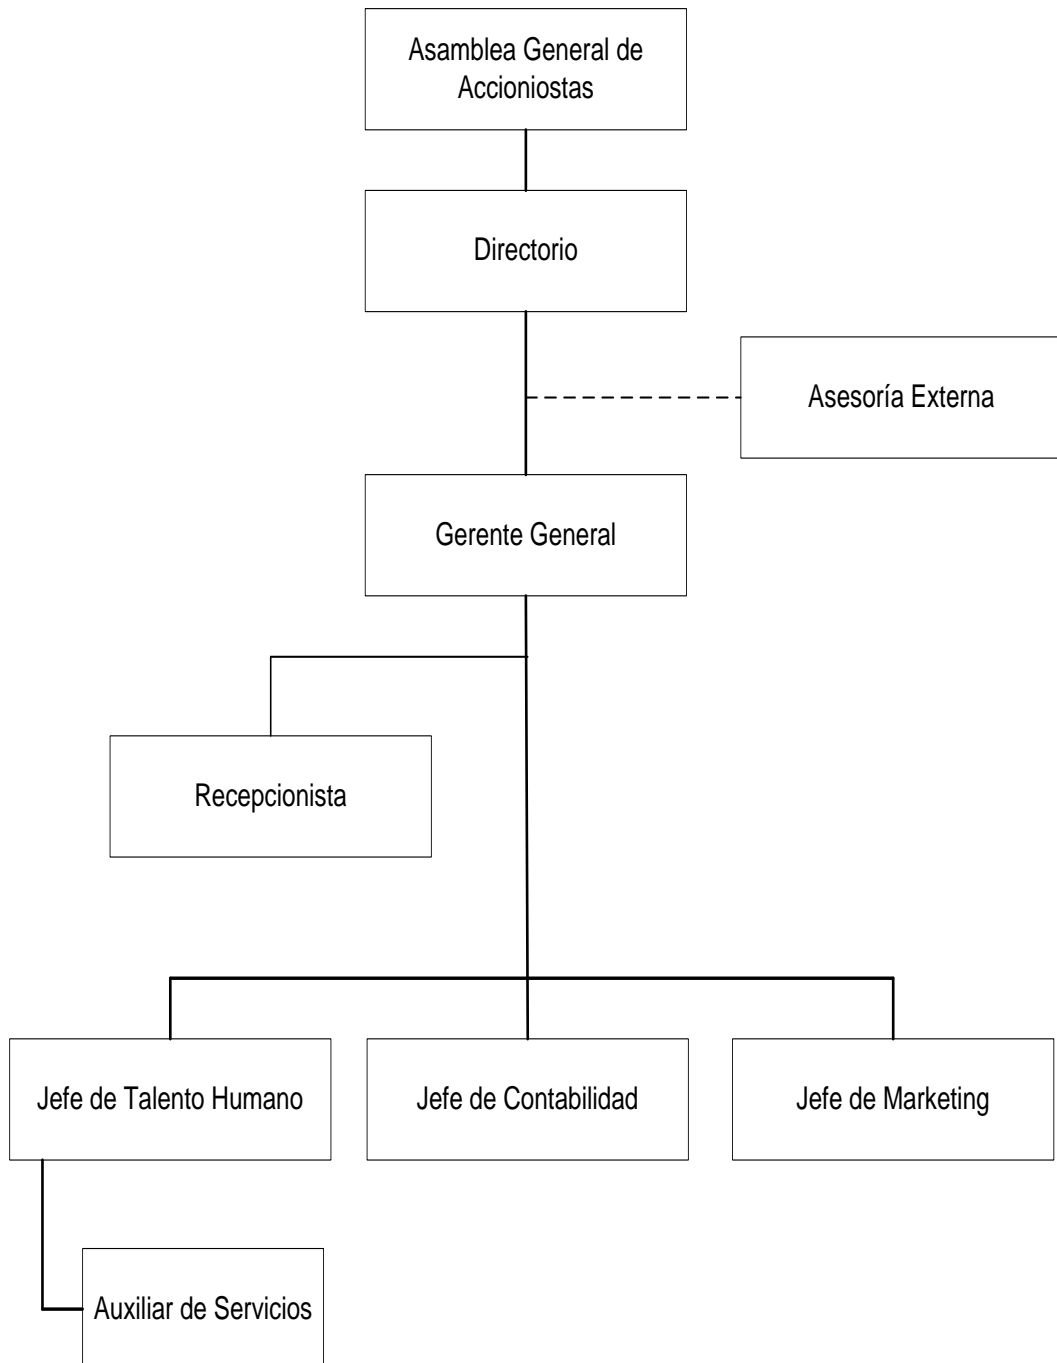 Asamblea General de
Accioniostas
Directorio
Asesoría Externa
Gerente General
Recepcionista
Jefe de Talento Humano
Jefe de Contabilidad
Jefe de Marketing
Auxiliar de Servicios